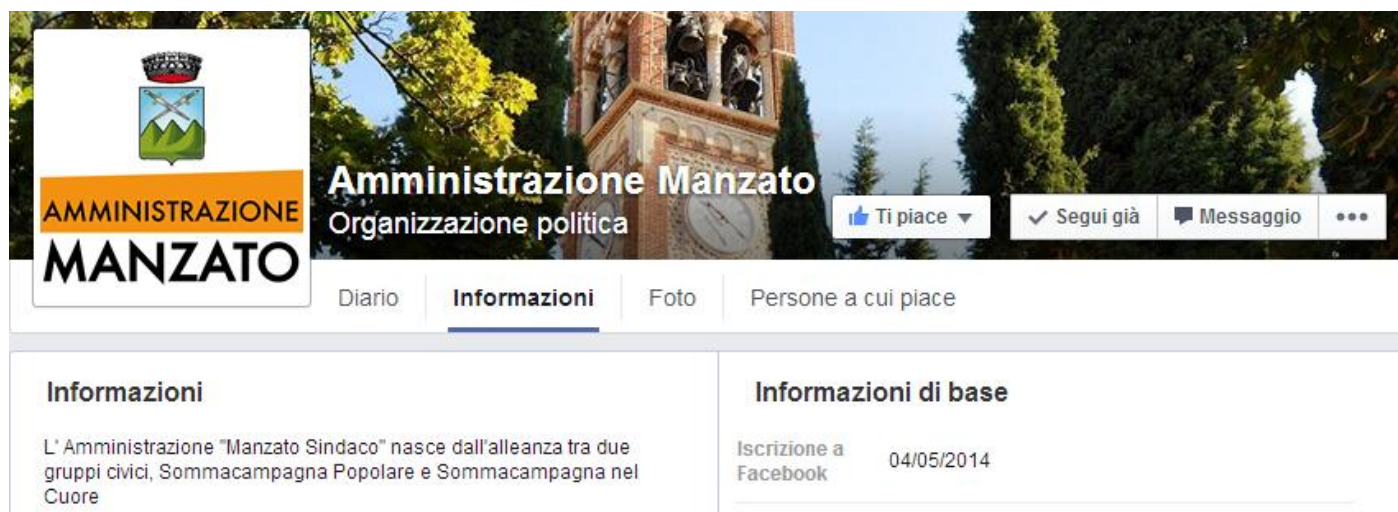 AMMINISTRAZIONE
MANZATO
Amministrazione Manzato
Organizzazione politica
Ti piace
Segui già
Messaggio
Diario
Informazioni
Foto
Persone a cui piace
Informazioni
L' Amministrazione "Manzato Sindaco" nasce dall'alleanza tra due
gruppi civici, Sommacampagna Popolare e Sommacampagna nel
Cuore
Informazioni di base
Iscrizione a
Facebook
04/05/2014